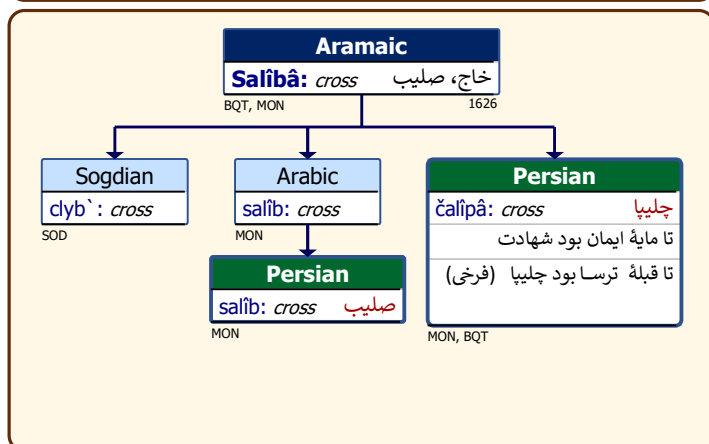 Aramaic
Salîbâ: cross خاج، صلیب
BQT, MON 1626
Sogdian
clyb`: cross
SOD
Arabic
salîb: cross
MON
Persian
salîb: cross صلیب
MON
Persian
čalîpâ: cross چلیپا
تا مایهٔ ایمان بود شهادت
تا قبلهٔ ترسـا بود چلیپا (فرخی)
MON, BQT